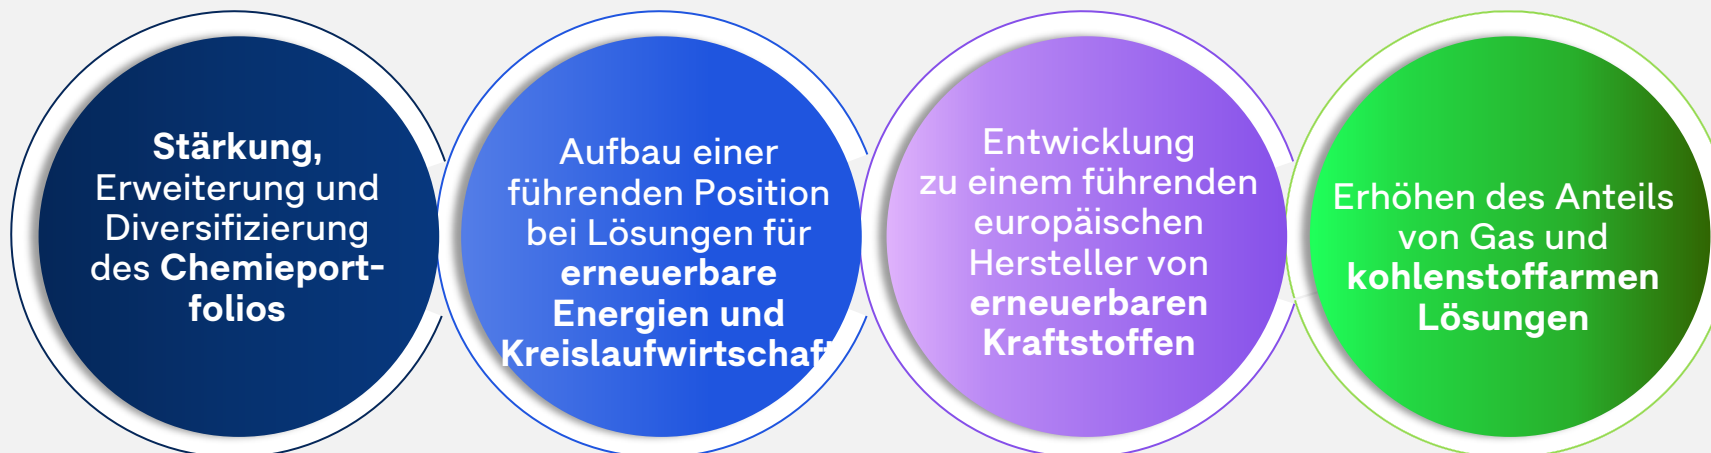 Stärkung,
Erweiterung und
Diversifizierung
des Chemieport-
folios
Aufbau einer
führenden Position
bei Lösungen für
erneuerbare
Energien und
Kreislaufwirtschaft
Entwicklung
zu einem führenden
europäischen
Hersteller von
erneuerbaren
Kraftstoffen
Erhöhen des Anteils
von Gas und
kohlenstoffarmen
Lösungen